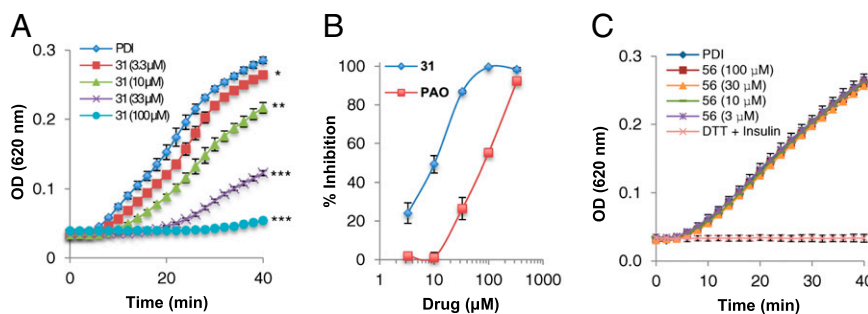 A
PDI
31 (3.3µM)
31 (10µM)
31 (33µM)
31 (100µM)
0.3
0.2
0.1
0
OD (620 nm)
*
**
***
***
0
20
40
Time (min)
B
31
PAO
100
80
60
40
20
0
% Inhibition
1
10
100
1000
Drug (µM)
C
PDI
56 (100 µM)
56 (30 µM)
56 (10 µM)
56 (3 µM)
DTT + Insulin
0.3
0.2
0.1
0.0
OD (620 nm)
0 10 20 30 40
Time (min)